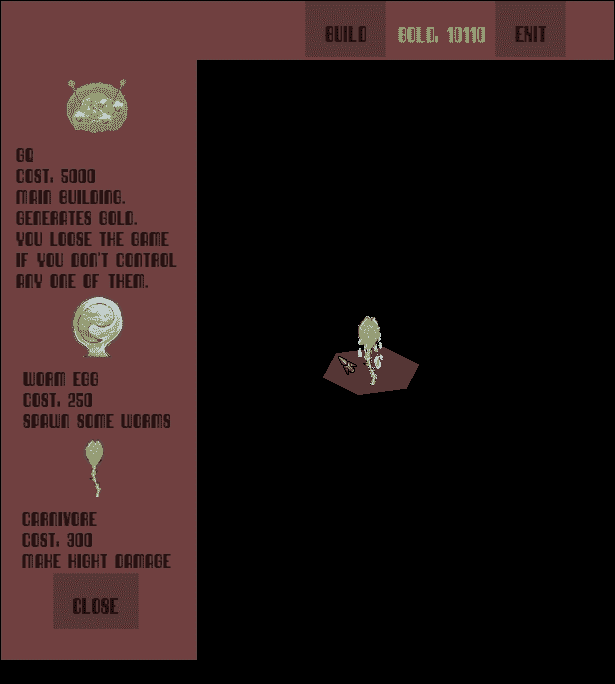 BUILD GOLD: 10110 EXIT
GQ
COST: 5000
MAIN BUILDING.
GENERATES GOLD.
YOU LOOSE THE GAME
IF YOU DON'T CONTROL
ANY ONE OF THEM.
WORM EGG
COST: 250
SPAWN SOME WORMS
CARNIVORE
COST: 300
MAKE HIGHT DAMAGE
CLOSE